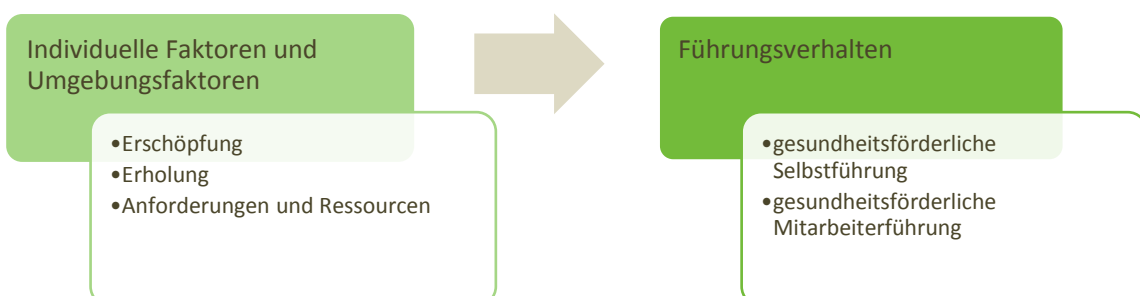 Individuelle Faktoren und
Umgebungsfaktoren
•Erschöpfung
•Erholung
•Anforderungen und Ressourcen
Führungsverhalten
•gesundheitsförderliche
Selbstführung
•gesundheitsförderliche
Mitarbeiterführung